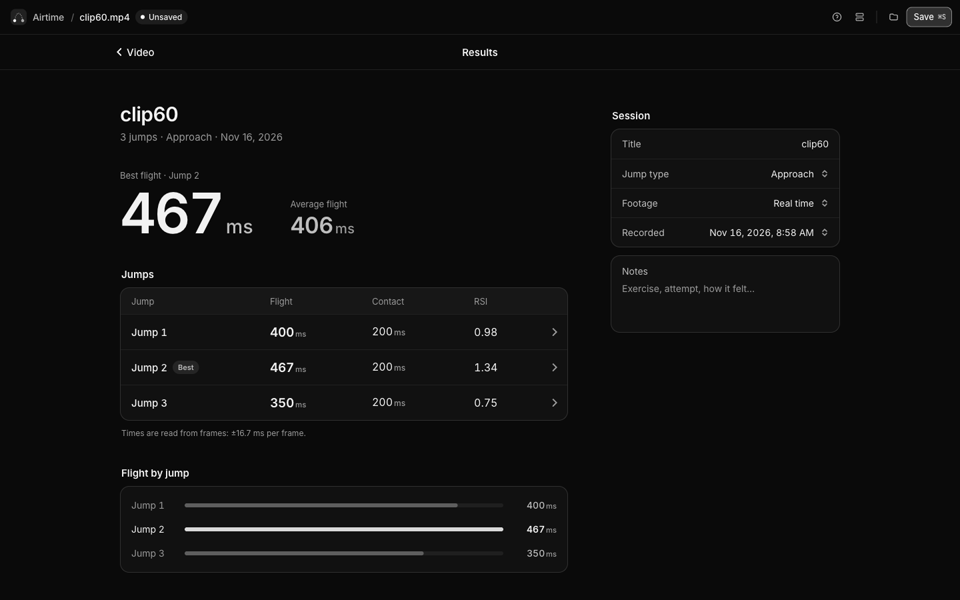 Airtime / clip60.mp4 Unsaved
Save ⌘S
Video
Results
clip60
3 jumps · Approach · Nov 16, 2026
Best flight · Jump 2
467 ms
Average flight
406 ms
Jumps
Jump Flight Contact RSI
Jump 1 400 ms 200 ms 0.98
Jump 2 Best 467 ms 200 ms 1.34
Jump 3 350 ms 200 ms 0.75
Times are read from frames: ±16.7 ms per frame.
Flight by jump
Jump 1 400 ms
Jump 2 467 ms
Jump 3 350 ms
Session
Title clip60
Jump type Approach
Footage Real time
Recorded Nov 16, 2026, 8:58 AM
Notes
Exercise, attempt, how it felt...